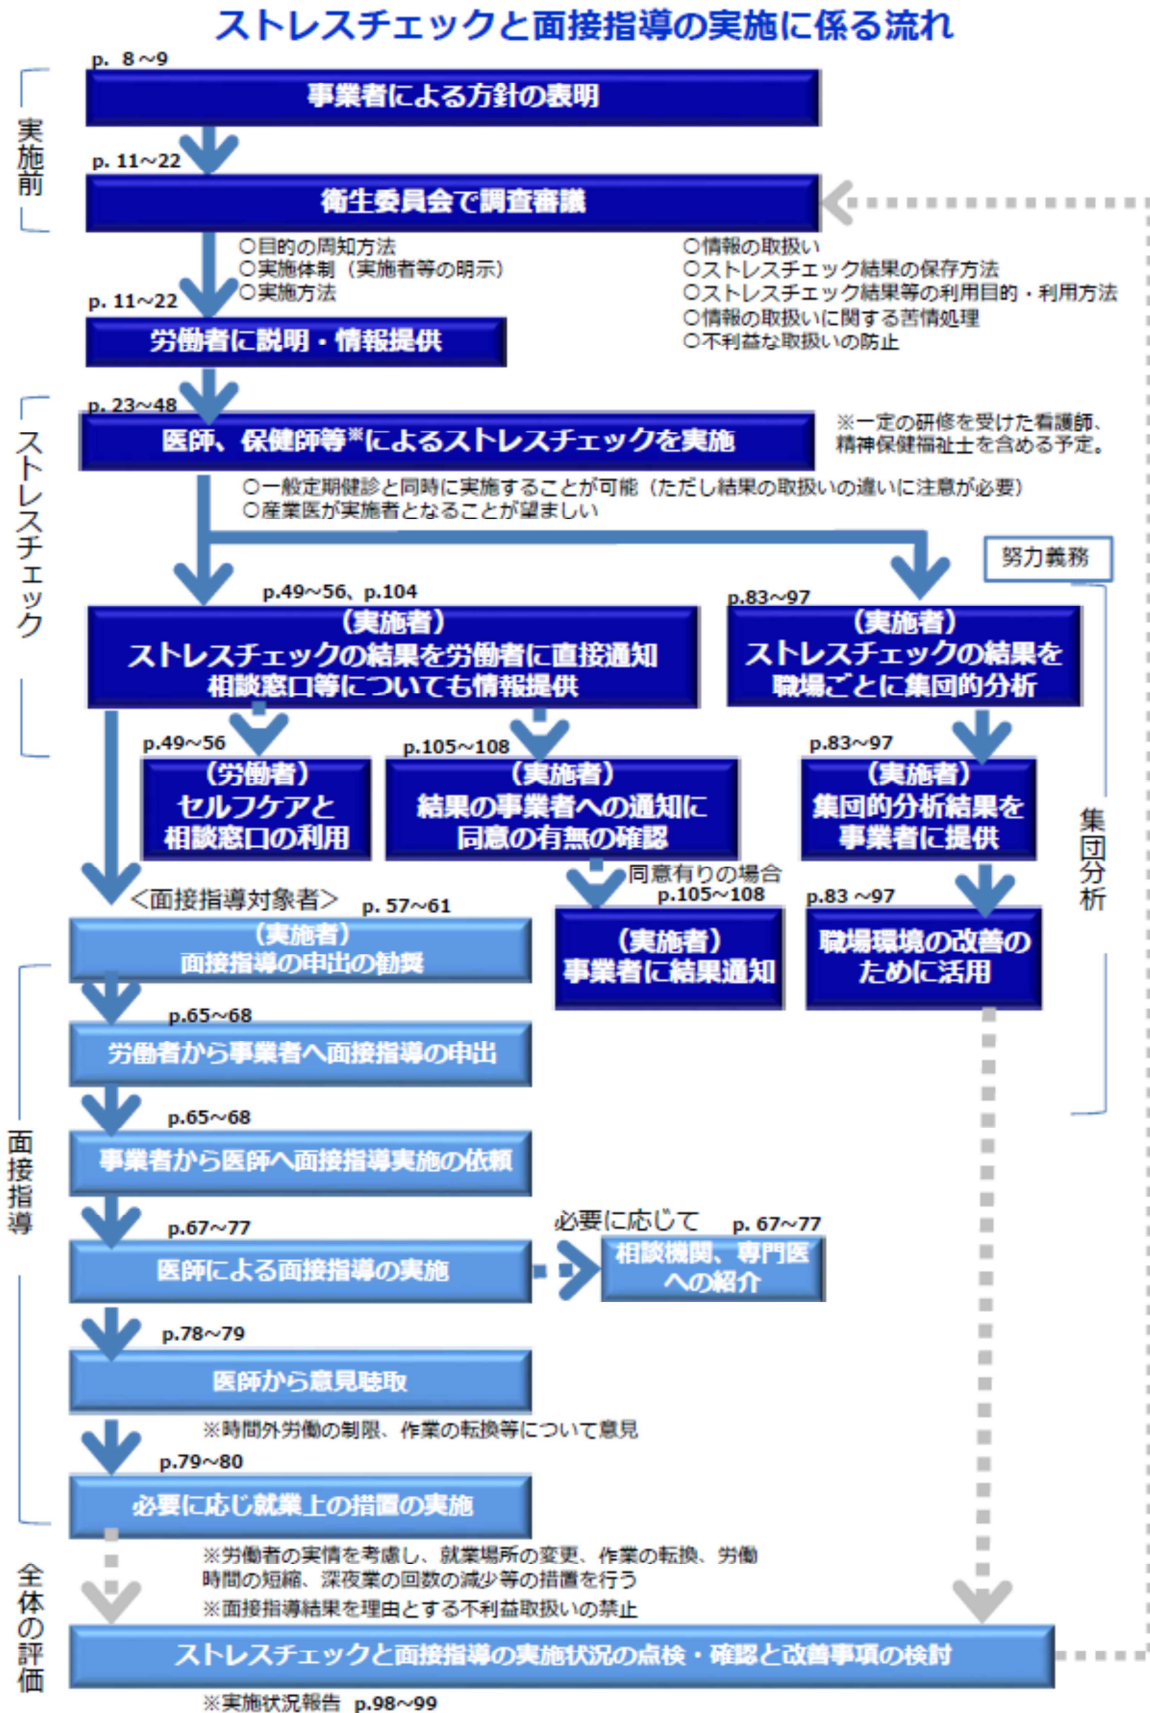 ストレスチェックと面接指導の実施に係る流れ
p. 8～9
実施前
事業者による方針の表明
p. 11～22
衛生委員会で調査審議
○目的の周知方法
○実施体制（実施者等の明示）
○実施方法
○情報の取扱い
○ストレスチェック結果の保存方法
○ストレスチェック結果等の利用目的・利用方法
○情報の取扱いに関する苦情処理
○不利益な取扱いの防止
p. 11～22
労働者に説明・情報提供
ストレスチェック
p. 23～48
医師、保健師等※によるストレスチェックを実施
※一定の研修を受けた看護師、
精神保健福祉士を含める予定。
○一般定期健診と同時に実施することが可能（ただし結果の取扱いの違いに注意が必要）
○産業医が実施者となることが望ましい
努力義務
p.49～56、p.104
（実施者）
ストレスチェックの結果を労働者に直接通知
相談窓口等についても情報提供
p.83～97
（実施者）
ストレスチェックの結果を
職場ごとに集団的分析
p.49～56
（労働者）
セルフケアと
相談窓口の利用
p.105～108
（実施者）
結果の事業者への通知に
同意の有無の確認
p.83～97
（実施者）
集団的分析結果を
事業者に提供
集団分析
同意有りの場合
p.105～108
（実施者）
事業者に結果通知
p.83 ～97
職場環境の改善の
ために活用
＜面接指導対象者＞
p. 57～61
（実施者）
面接指導の申出の勧奨
面接指導
p.65～68
労働者から事業者へ面接指導の申出
p.65～68
事業者から医師へ面接指導実施の依頼
p.67～77
医師による面接指導の実施
必要に応じて
p. 67～77
相談機関、専門医
への紹介
p.78～79
医師から意見聴取
※時間外労働の制限、作業の転換等について意見
p.79～80
必要に応じ就業上の措置の実施
※労働者の実情を考慮し、就業場所の変更、作業の転換、労働
時間の短縮、深夜業の回数の減少等の措置を行う
※面接指導結果を理由とする不利益取扱いの禁止
全体の評価
ストレスチェックと面接指導の実施状況の点検・確認と改善事項の検討
※実施状況報告 p.98～99